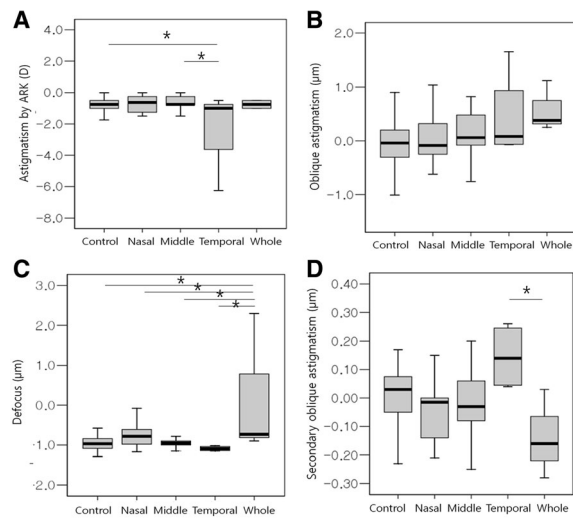 A
Astigmatism by ARK (D)
4.0
2.0
0.0
-2.0
-4.0
-6.0
-8.0
*
*
Control Nasal Middle Temporal Whole
B
Oblique astigmatism (µm)
2.0
1.0
0.0
-1.0
Control Nasal Middle Temporal Whole
C
Defocus (µm)
3.0
2.0
1.0
0.0
-1.0
-2.0
*
*
*
*
Control Nasal Middle Temporal Whole
D
Secondary oblique astigmatism (µm)
0.40
0.30
0.20
0.10
0.00
-0.10
-0.20
-0.30
*
Control Nasal Middle Temporal Whole